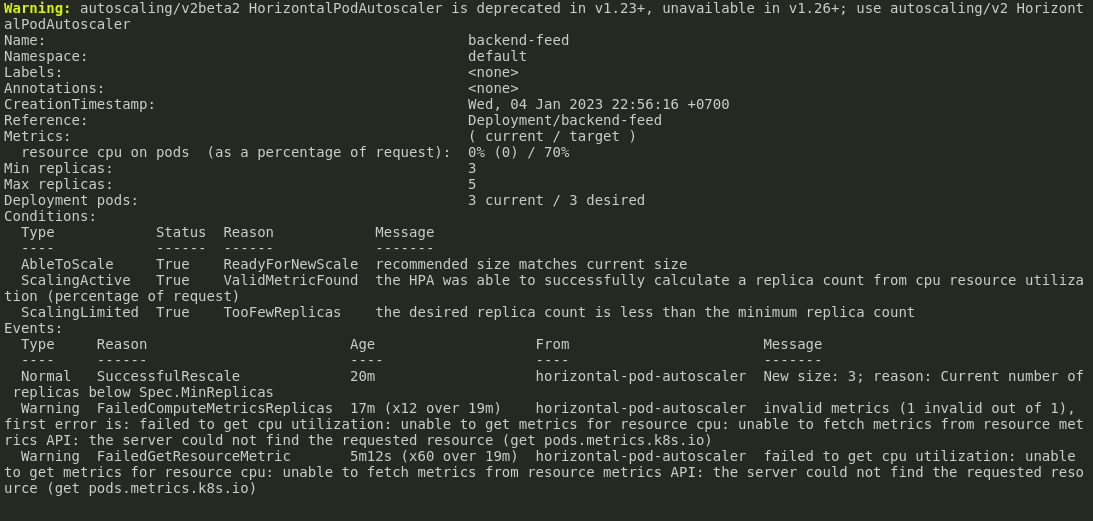 Warning: autoscaling/v2beta2 HorizontalPodAutoscaler is deprecated in v1.23+, unavailable in v1.26+; use autoscaling/v2 Horizont
alPodAutoscaler
Name:                                                  backend-feed
Namespace:                                             default
Labels:                                                <none>
Annotations:                                           <none>
CreationTimestamp:                                     Wed, 04 Jan 2023 22:56:16 +0700
Reference:                                             Deployment/backend-feed
Metrics:                                               ( current / target )
  resource cpu on pods  (as a percentage of request):  0% (0) / 70%
Min replicas:                                          3
Max replicas:                                          5
Deployment pods:                                       3 current / 3 desired
Conditions:
  Type            Status  Reason            Message
  ----            ------  ------            -------
  AbleToScale     True    ReadyForNewScale  recommended size matches current size
  ScalingActive   True    ValidMetricFound  the HPA was able to successfully calculate a replica count from cpu resource utiliza
tion (percentage of request)
  ScalingLimited  True    TooFewReplicas    the desired replica count is less than the minimum replica count
Events:
  Type     Reason                        Age                   From                       Message
  ----     ------                        ----                  ----                       -------
  Normal   SuccessfulRescale             20m                   horizontal-pod-autoscaler  New size: 3; reason: Current number of
 replicas below Spec.MinReplicas
  Warning  FailedComputeMetricsReplicas  17m (x12 over 19m)    horizontal-pod-autoscaler  invalid metrics (1 invalid out of 1),
first error is: failed to get cpu utilization: unable to get metrics for resource cpu: unable to fetch metrics from resource met
rics API: the server could not find the requested resource (get pods.metrics.k8s.io)
  Warning  FailedGetResourceMetric       5m12s (x60 over 19m)  horizontal-pod-autoscaler  failed to get cpu utilization: unable
to get metrics for resource cpu: unable to fetch metrics from resource metrics API: the server could not find the requested reso
urce (get pods.metrics.k8s.io)